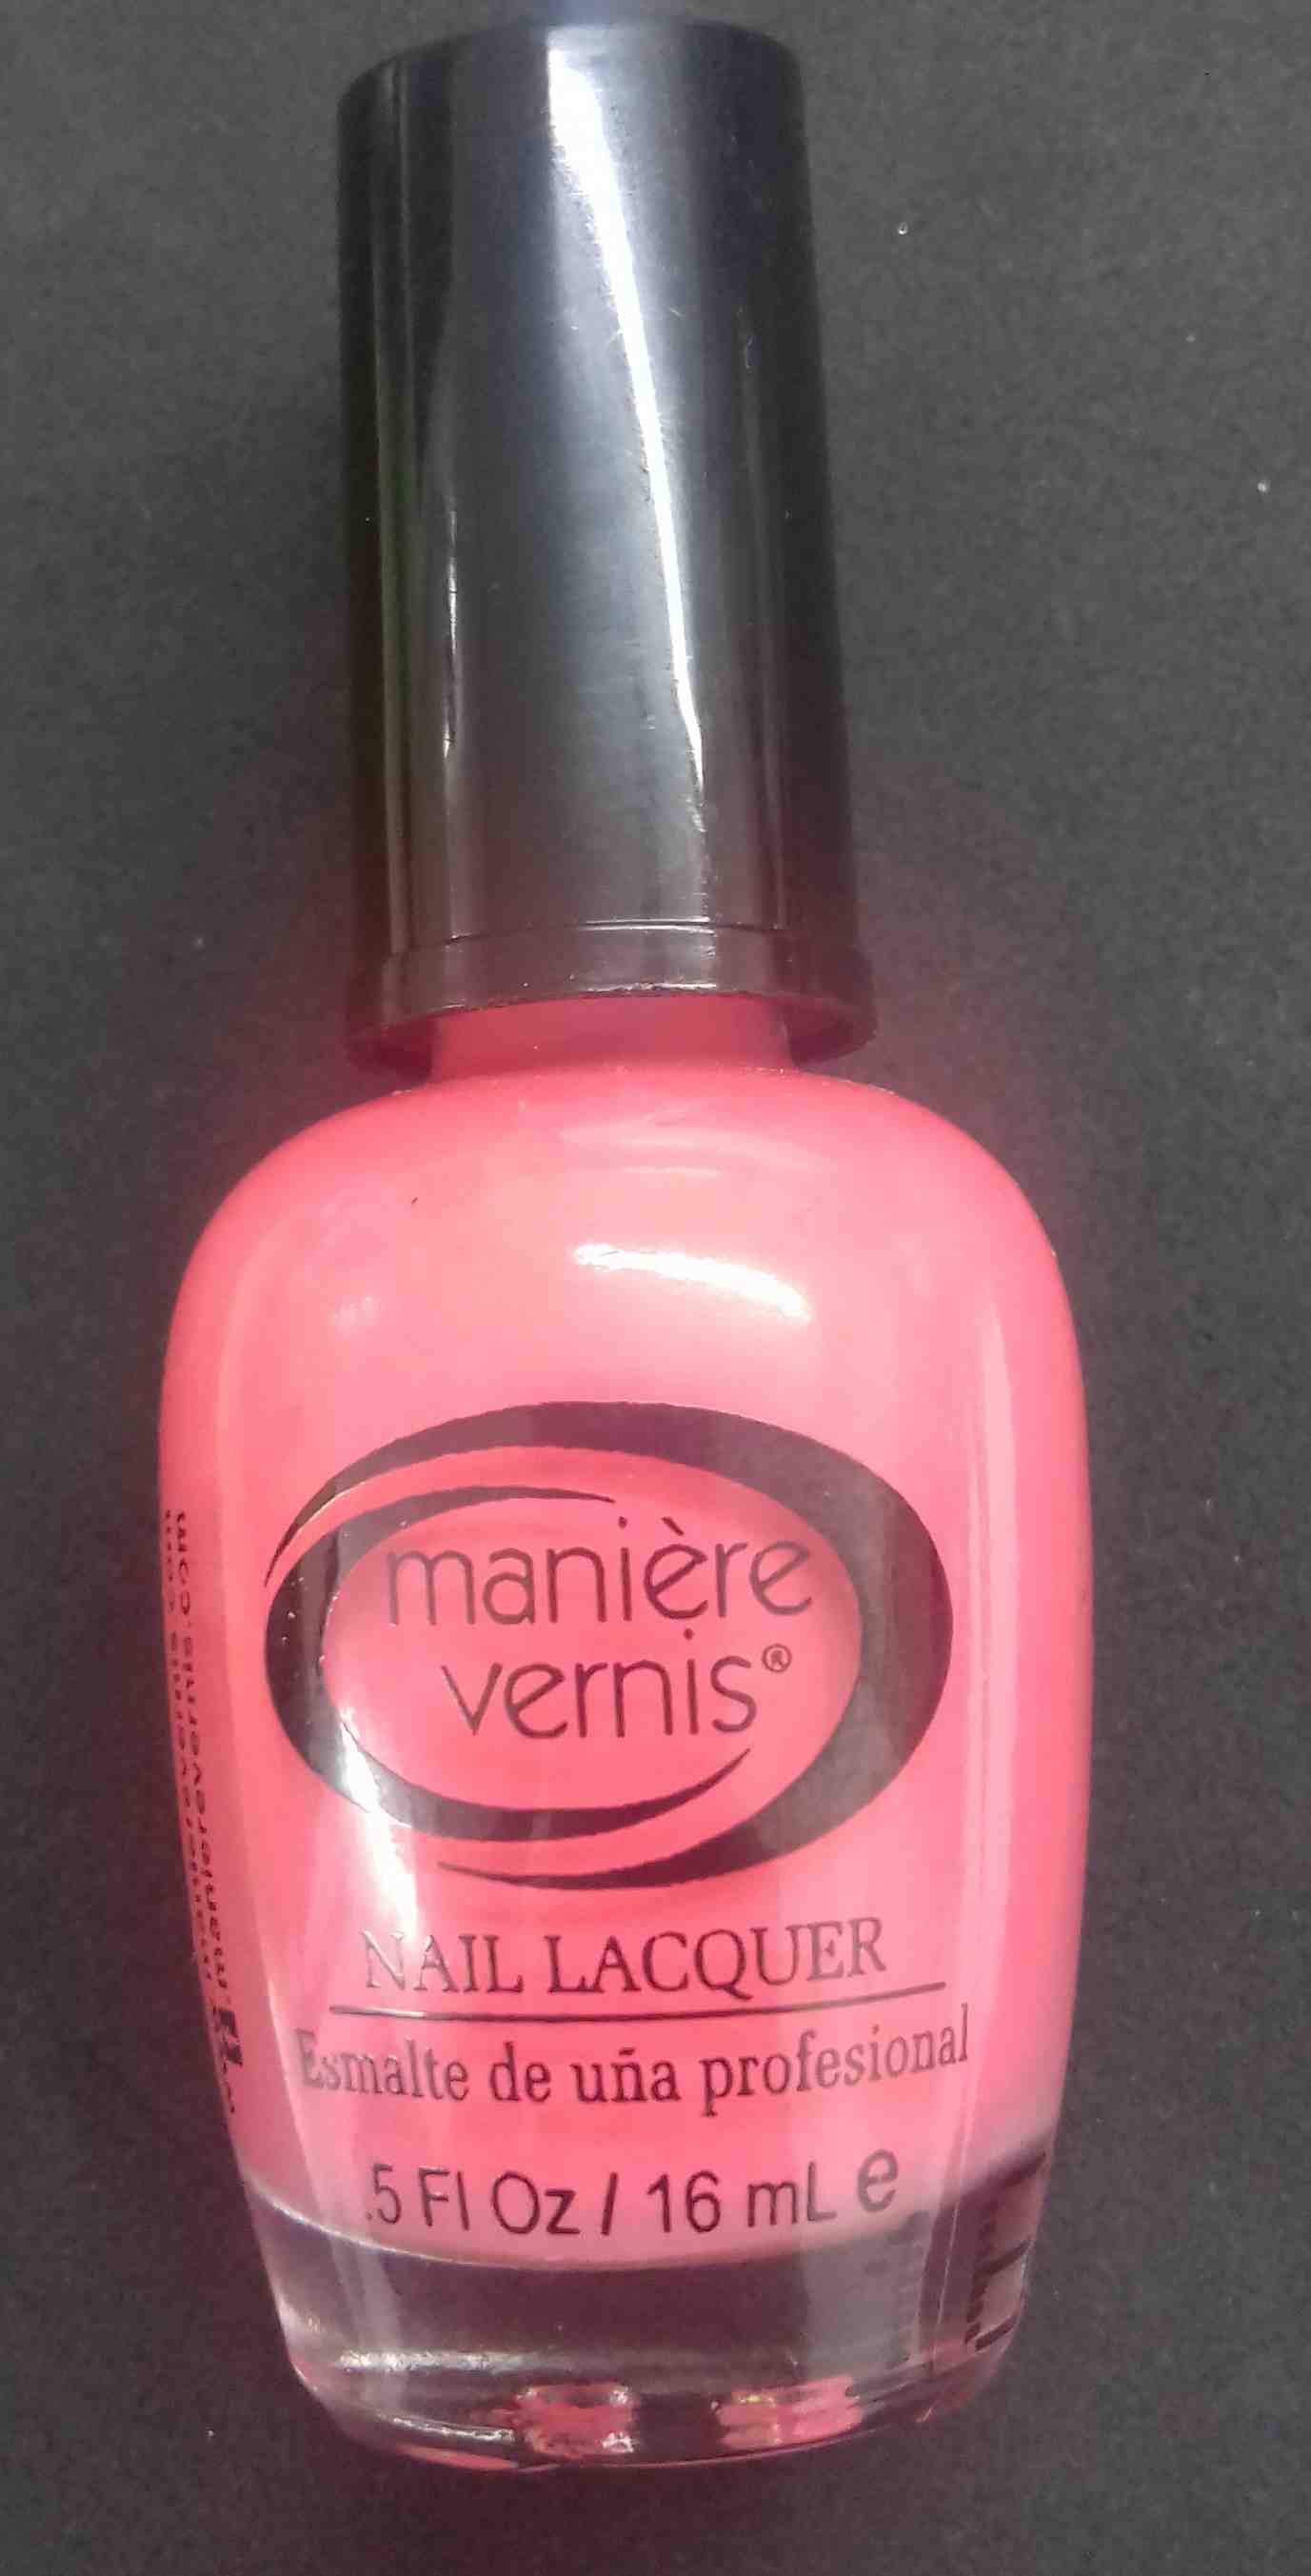 manière
vernis®
NAIL LACQUER
Esmalte de uña profesional
.5 Fl Oz / 16 mL e